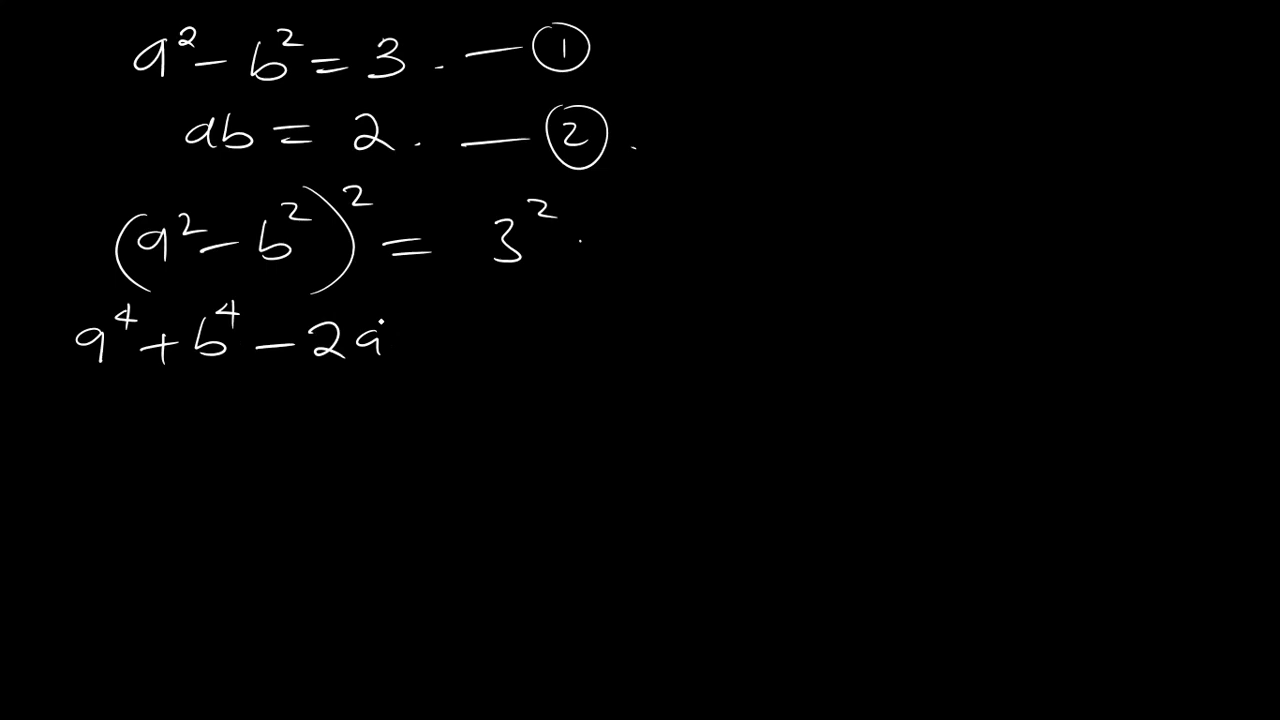 a² - b² = 3. — ①
ab = 2. — ②.
(a² - b²)² = 3².
a⁴ + b⁴ - 2a